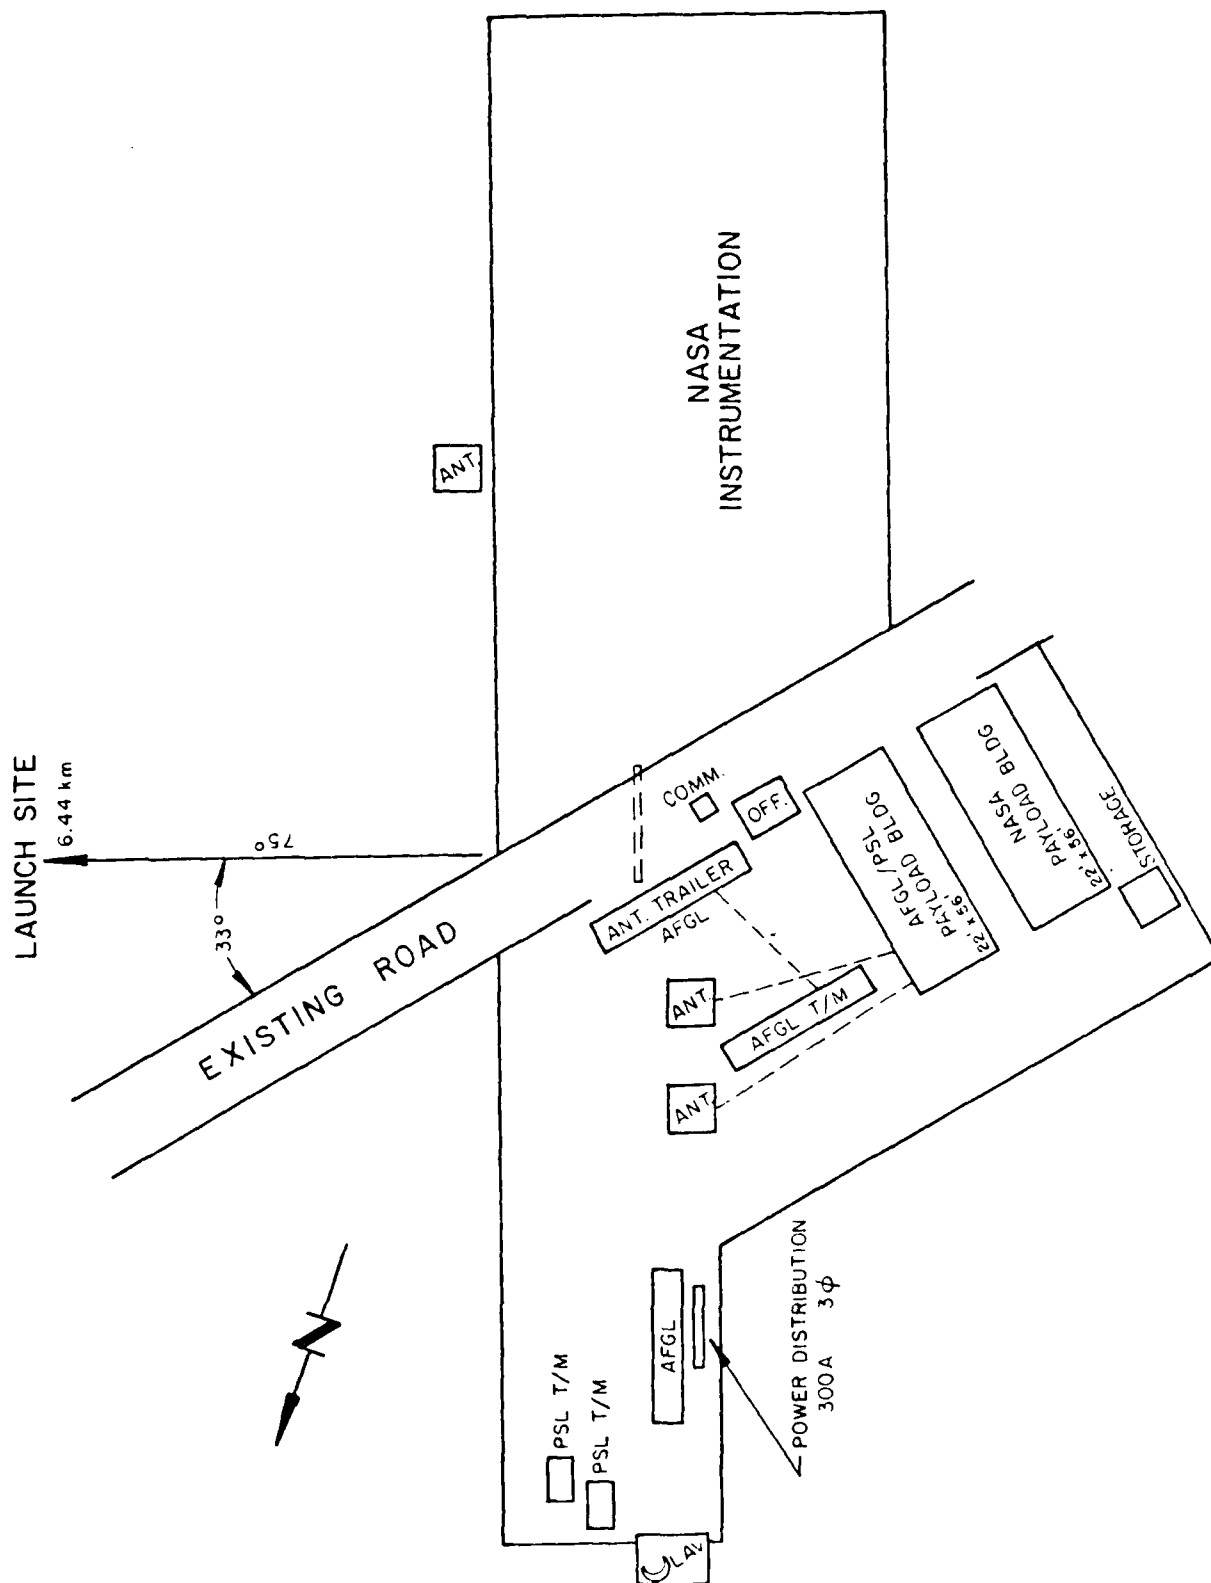 LAUNCH SITE
6.44 km
75°
33°
EXISTING ROAD
ANT.
NASA
INSTRUMENTATION
COMM.
OFF.
ANT. TRAILER
AFGL
AFGL/PSL
PAYLOAD BLDG
22' x 56'
NASA
PAYLOAD BLDG
22' x 56'
STORAGE
ANT
AFGL T/M
ANT
N
AFGL
POWER DISTRIBUTION
300A 3ϕ
PSL T/M
PSL T/M
LAV